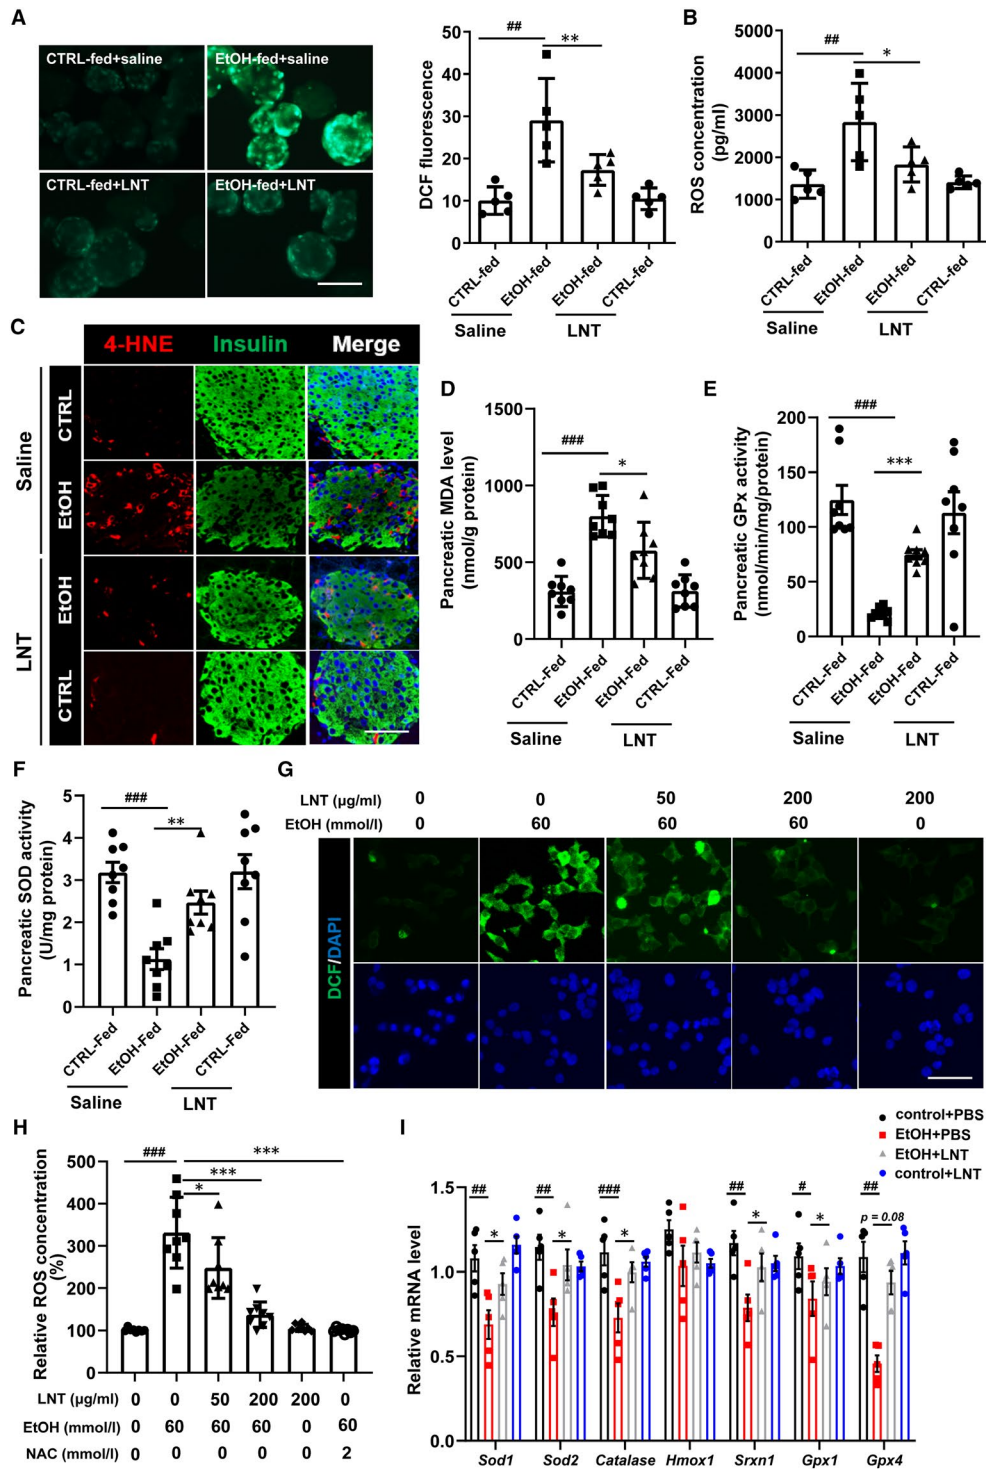 A
CTRL-fed+saline
EtOH-fed+saline
CTRL-fed+LNT
EtOH-fed+LNT
DCF fluorescence
50
40
30
20
10
0
##
**
CTRL-fed
EtOH-fed
EtOH-fed
CTRL-fed
Saline
LNT
B
ROS concentration
(pg/ml)
5000
4000
3000
2000
1000
0
##
*
CTRL-fed
EtOH-fed
EtOH-fed
CTRL-fed
Saline
LNT
C
4-HNE
Insulin
Merge
Saline
CTRL
EtOH
LNT
EtOH
CTRL
D
Pancreatic MDA level
(nmol/g protein)
1500
1000
500
0
###
*
CTRL-Fed
EtOH-Fed
EtOH-Fed
CTRL-Fed
Saline
LNT
E
Pancreatic GPx activity
(nmol/min/mg/protein)
200
150
100
50
0
###
***
CTRL-Fed
EtOH-Fed
EtOH-Fed
CTRL-Fed
Saline
LNT
F
Pancreatic SOD activity
(U/mg protein)
5
4
3
2
1
0
###
**
CTRL-Fed
EtOH-Fed
EtOH-Fed
CTRL-Fed
Saline
LNT
G
LNT (µg/ml) 0 0 50 200 200
EtOH (mmol/l) 0 60 60 60 0
DCF/DAPI
H
Relative ROS concentration
(%)
500
400
300
200
100
0
###
*
***
***
LNT (µg/ml) 0 0 50 200 200 0
EtOH (mmol/l) 0 60 60 60 0 60
NAC (mmol/l) 0 0 0 0 0 2
I
control+PBS
EtOH+PBS
EtOH+LNT
control+LNT
Relative mRNA level
1.5
1.0
0.5
0.0
## * ## * ### * ## * # * ## p = 0.08
Sod1 Sod2 Catalase Hmox1 Srxn1 Gpx1 Gpx4